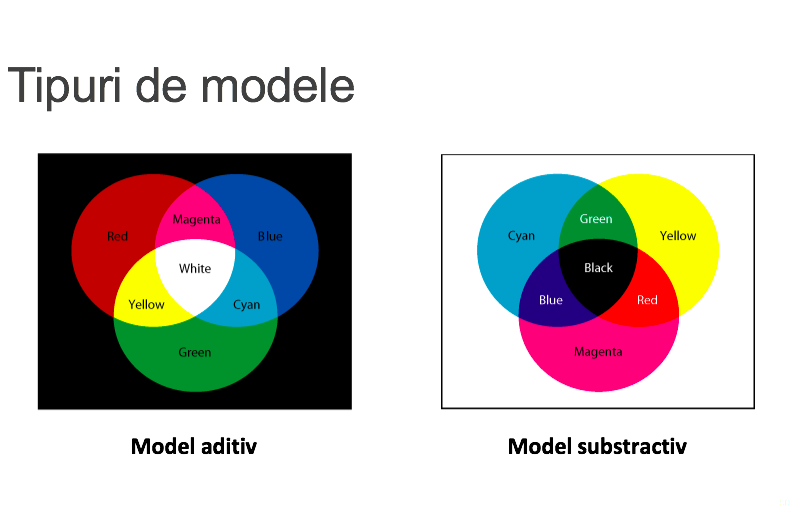 Tipuri de modele
Magenta
Red
Blue
White
Yellow
Cyan
Green
Model aditiv
Green
Cyan
Yellow
Black
Blue
Red
Magenta
Model substractiv